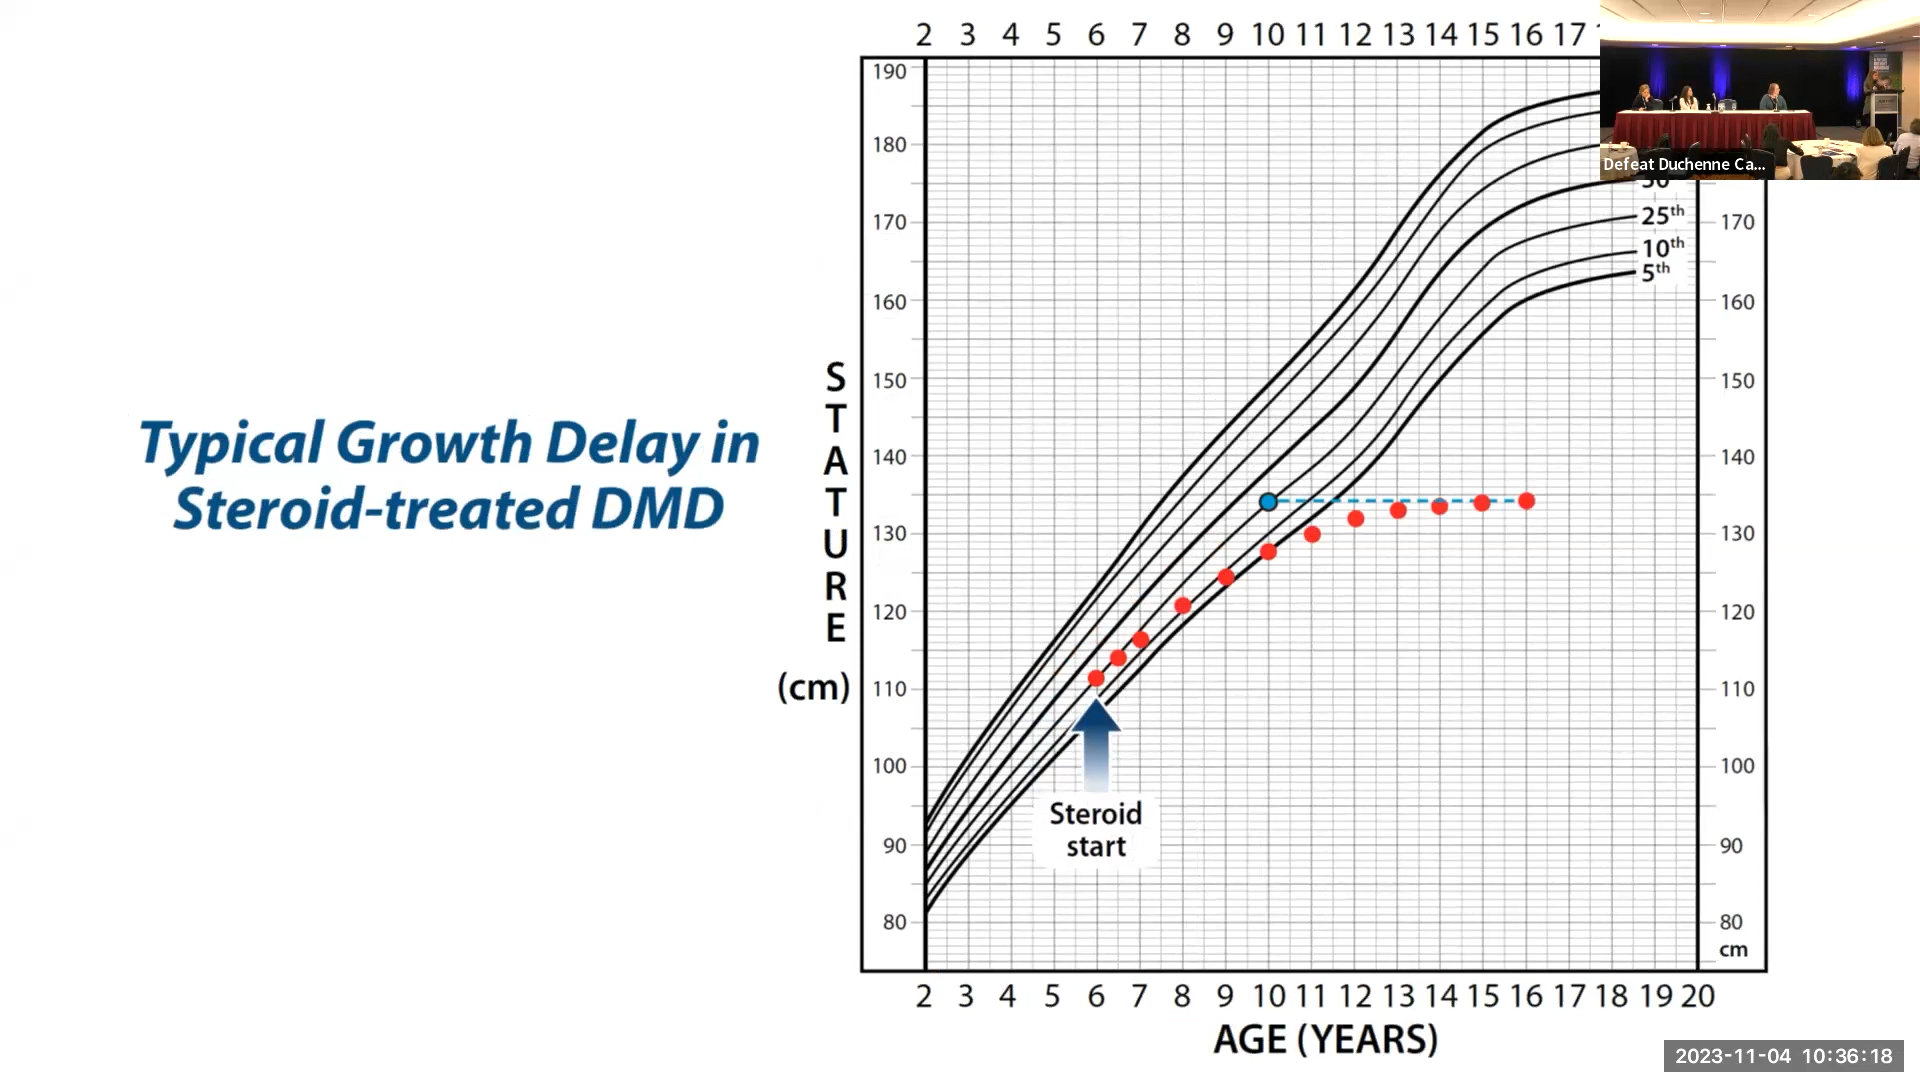 2 3 4 5 6 7 8 9 10 11 12 13 14 15 16 17
190
180
170
160
150
140
130
120
110
100
90
80
S
T
A
T
U
R
E
(cm)
Typical Growth Delay in
Steroid-treated DMD
Defeat Duchenne Ca...
25th
10th
5th
170
160
150
140
130
120
110
100
90
80
cm
Steroid
start
2 3 4 5 6 7 8 9 10 11 12 13 14 15 16 17 18 19 20
AGE (YEARS)
2023-11-04 10:36:18